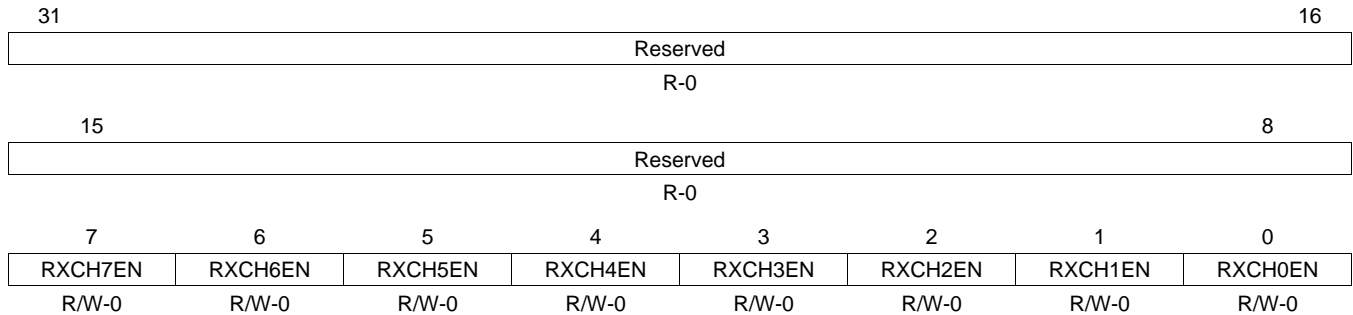 31 16
Reserved
R-0
15 8
Reserved
R-0
7 6 5 4 3 2 1 0
RXCH7EN RXCH6EN RXCH5EN RXCH4EN RXCH3EN RXCH2EN RXCH1EN RXCH0EN
R/W-0 R/W-0 R/W-0 R/W-0 R/W-0 R/W-0 R/W-0 R/W-0